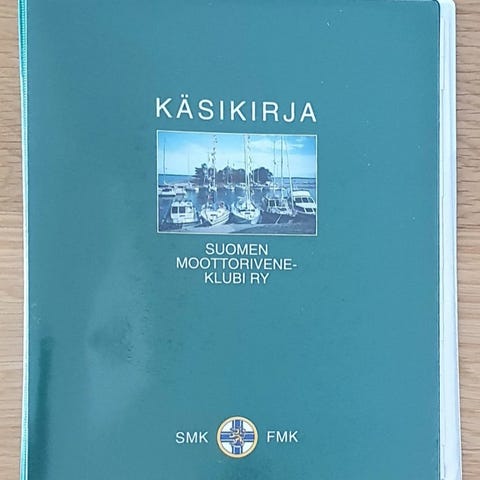 KÄSIKIRJA
SUOMEN
MOOTTORIVENE-
KLUBI RY
SMK FMK